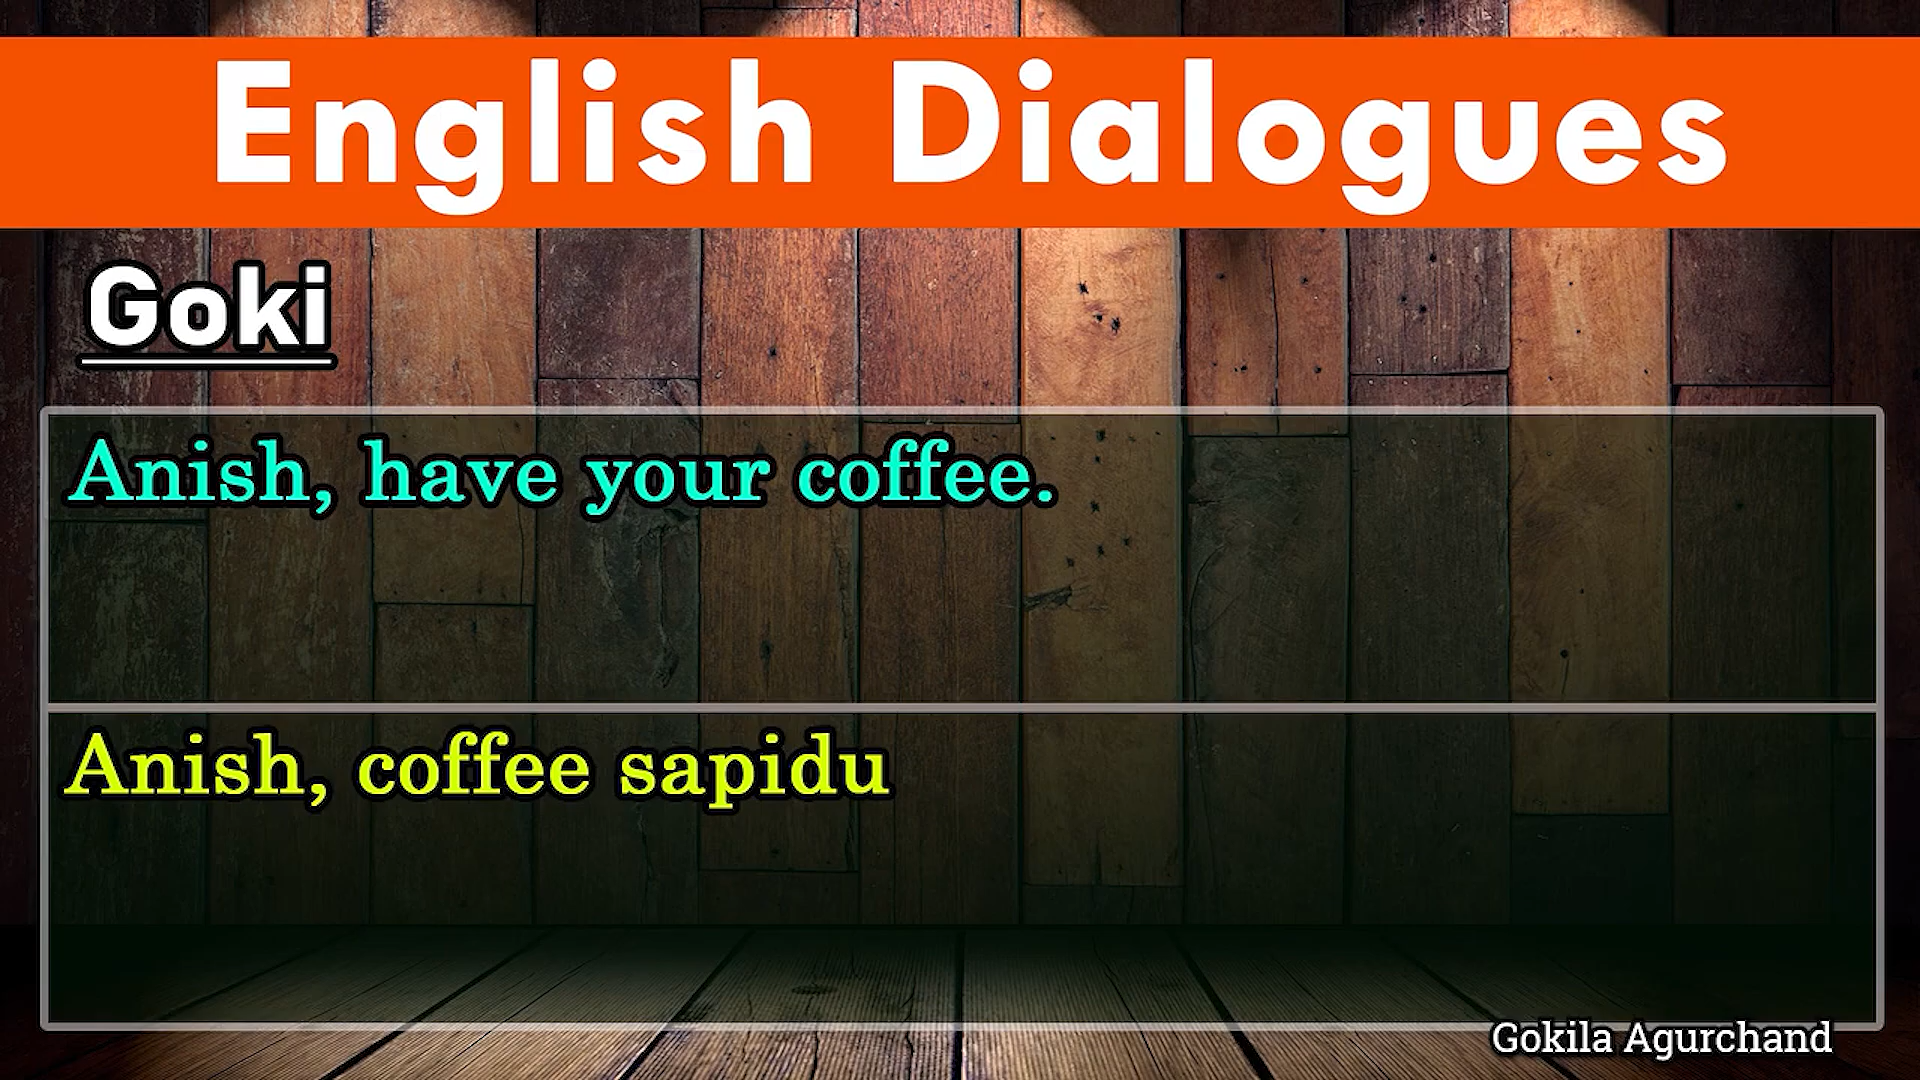 English Dialogues
Goki
Anish, have your coffee.
Anish, coffee sapidu
Gokila Agurchand